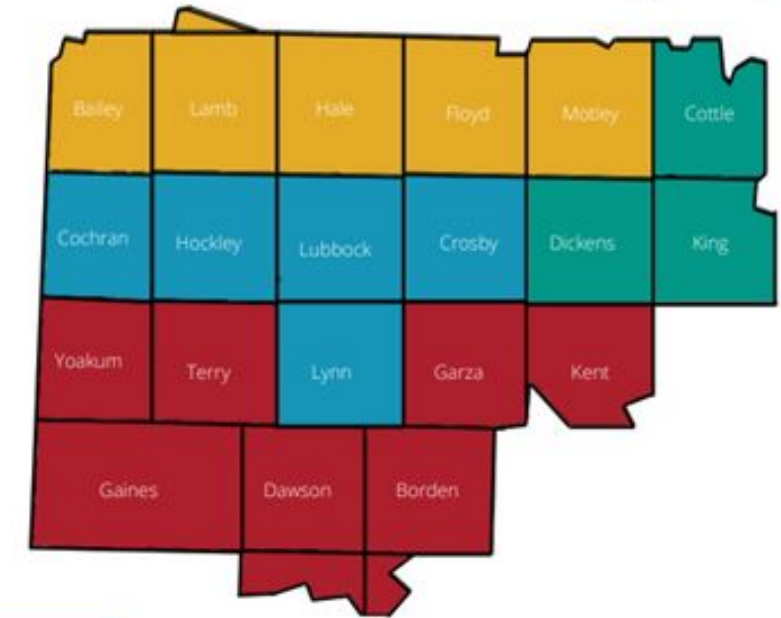 Bailey
Lamb
Hale
Floyd
Motley
Cottle
Cochran
Hockley
Lubbock
Crosby
Dickens
King
Yoakum
Terry
Lynn
Garza
Kent
Gaines
Dawson
Borden